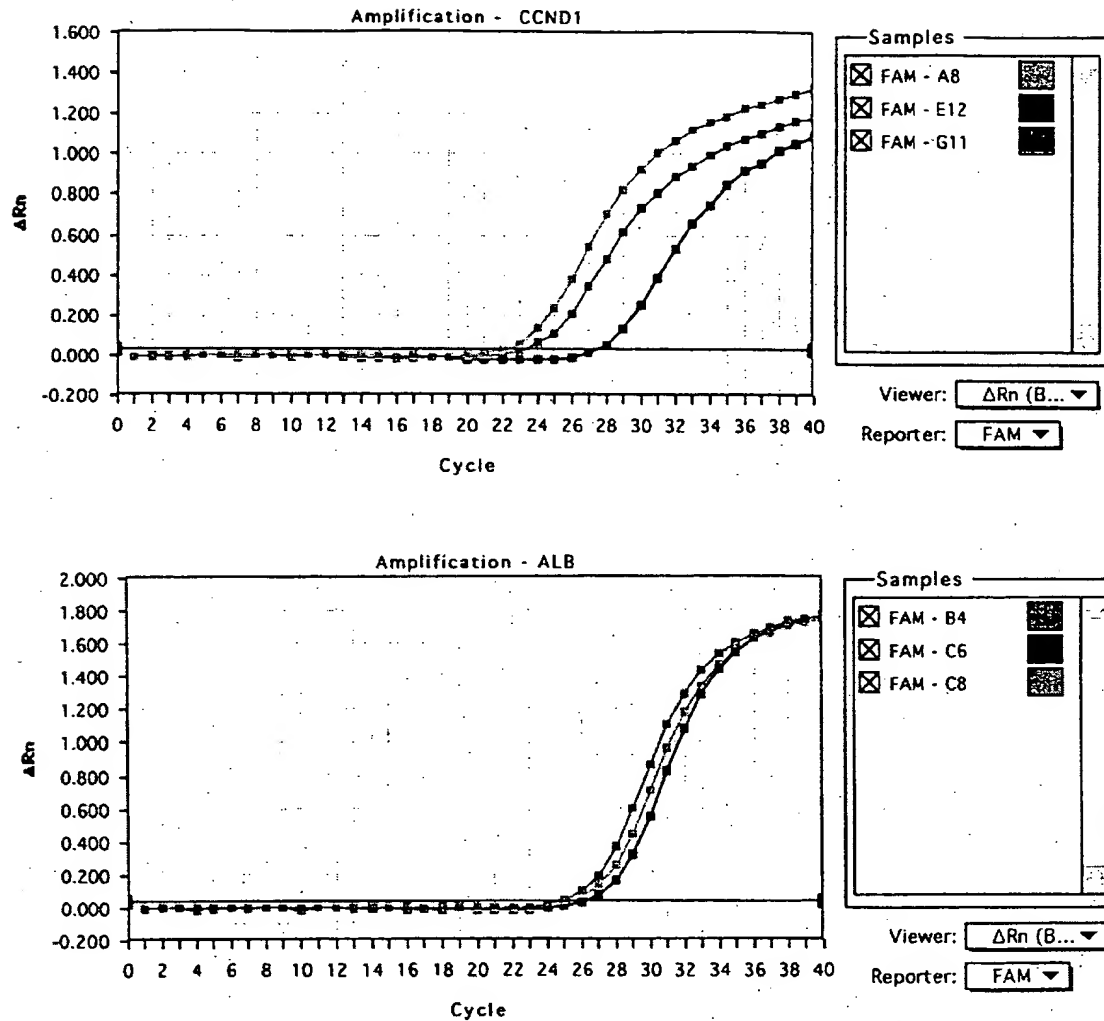 Amplification - CCND1
1.600
1.400
1.200
1.000
0.800
0.600
0.400
0.200
0.000
-0.200
ΔRn
0 2 4 6 8 10 12 14 16 18 20 22 24 26 28 30 32 34 36 38 40
Cycle
Samples
FAM - A8
FAM - E12
FAM - G11
Viewer: ΔRn (B... ▼
Reporter: FAM ▼
Amplification - ALB
2.000
1.800
1.600
1.400
1.200
1.000
0.800
0.600
0.400
0.200
0.000
-0.200
ΔRn
0 2 4 6 8 10 12 14 16 18 20 22 24 26 28 30 32 34 36 38 40
Cycle
Samples
FAM - B4
FAM - C6
FAM - C8
Viewer: ΔRn (B... ▼
Reporter: FAM ▼